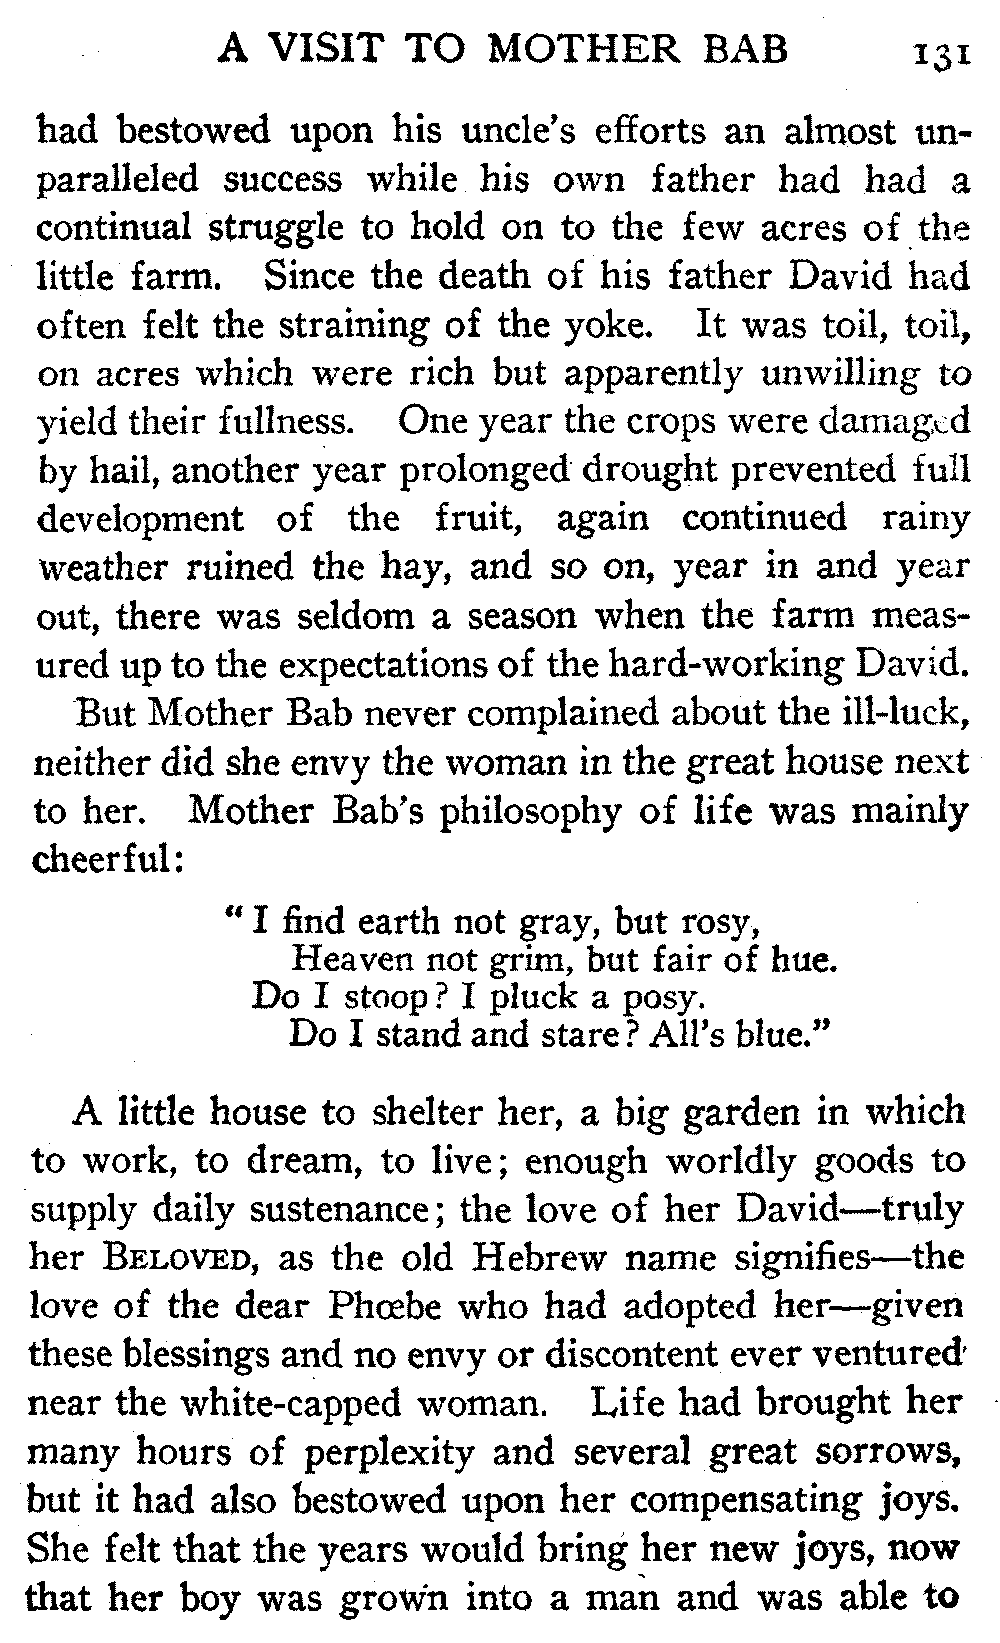 A VISIT TO MOTHER BAB 131
had bestowed upon his uncle's efforts an almost un-
paralleled success while his own father had had a
continual struggle to hold on to the few acres of the
little farm. Since the death of his father David had
often felt the straining of the yoke. It was toil, toil,
on acres which were rich but apparently unwilling to
yield their fullness. One year the crops were damaged
by hail, another year prolonged drought prevented full
development of the fruit, again continued rainy
weather ruined the hay, and so on, year in and year
out, there was seldom a season when the farm meas-
ured up to the expectations of the hard-working David.
But Mother Bab never complained about the ill-luck,
neither did she envy the woman in the great house next
to her. Mother Bab's philosophy of life was mainly
cheerful:
“ I find earth not gray, but rosy,
Heaven not grim, but fair of hue.
Do I stoop? I pluck a posy.
Do I stand and stare? All's blue.”
A little house to shelter her, a big garden in which
to work, to dream, to live; enough worldly goods to
supply daily sustenance; the love of her David—truly
her BELOVED, as the old Hebrew name signifies—the
love of the dear Phœbe who had adopted her—given
these blessings and no envy or discontent ever ventured
near the white-capped woman. Life had brought her
many hours of perplexity and several great sorrows,
but it had also bestowed upon her compensating joys.
She felt that the years would bring her new joys, now
that her boy was grown into a man and was able to